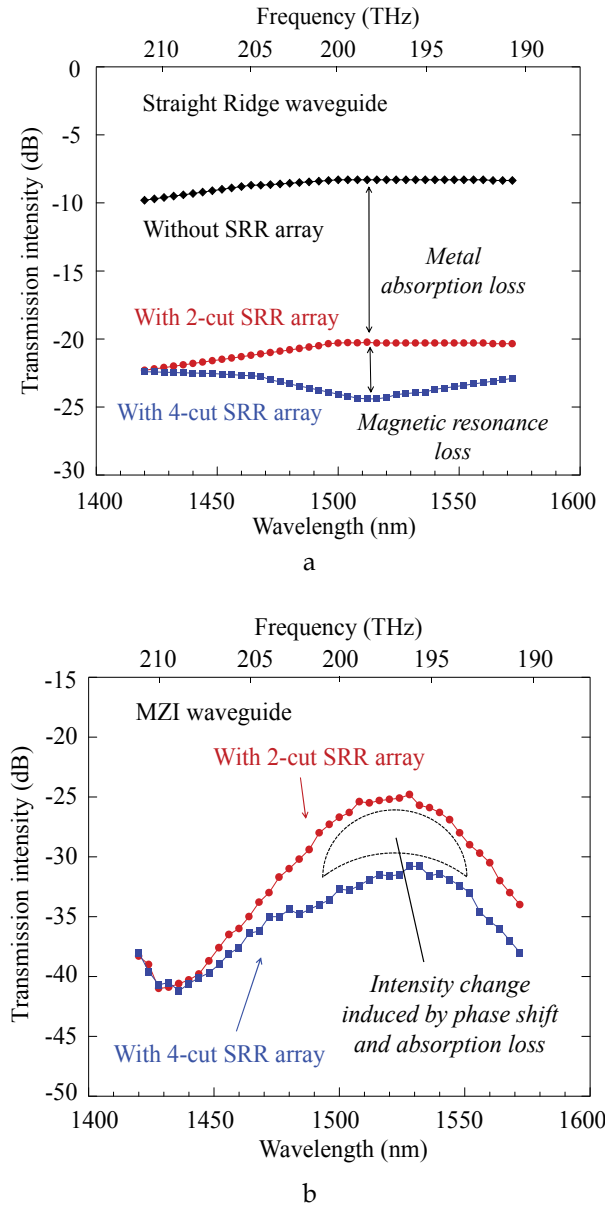 Frequency (THz)
210 205 200 195 190
0
-5
-10
-15
-20
-25
-30
Transmission intensity (dB)
Straight Ridge waveguide
Without SRR array
Metal
absorption loss
With 2-cut SRR array
With 4-cut SRR array
Magnetic resonance
loss
1400 1450 1500 1550 1600
Wavelength (nm)
a
Frequency (THz)
210 205 200 195 190
-15
-20
-25
-30
-35
-40
-45
-50
Transmission intensity (dB)
MZI waveguide
With 2-cut SRR array
Intensity change
induced by phase shift
and absorption loss
With 4-cut SRR array
1400 1450 1500 1550 1600
Wavelength (nm)
b